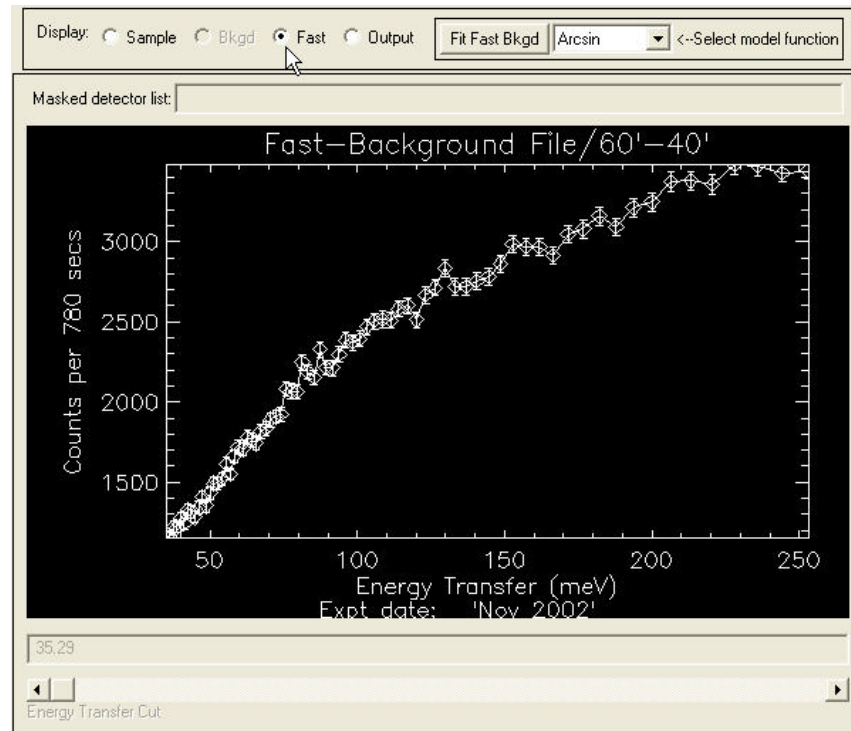 Display: Sample Bkgd Fast Output Fit Fast Bkgd Arcsin <--Select model function
Masked detector list:
Fast-Background File/60'-40'
Counts per 780 secs
3000
2500
2000
1500
50 100 150 200 250
Energy Transfer (meV)
Expt date: 'Nov 2002'
35.29
Energy Transfer Cut